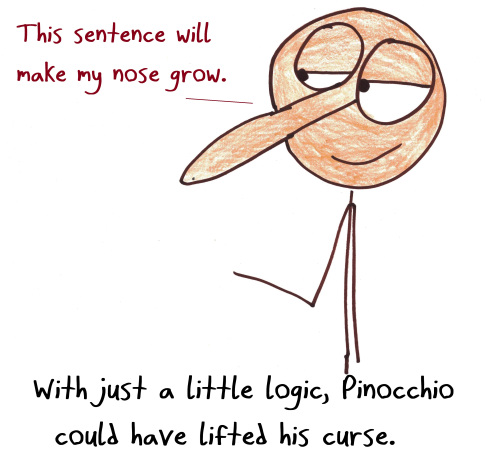 This sentence will
make my nose grow.
With just a little logic, Pinocchio
could have lifted his curse.